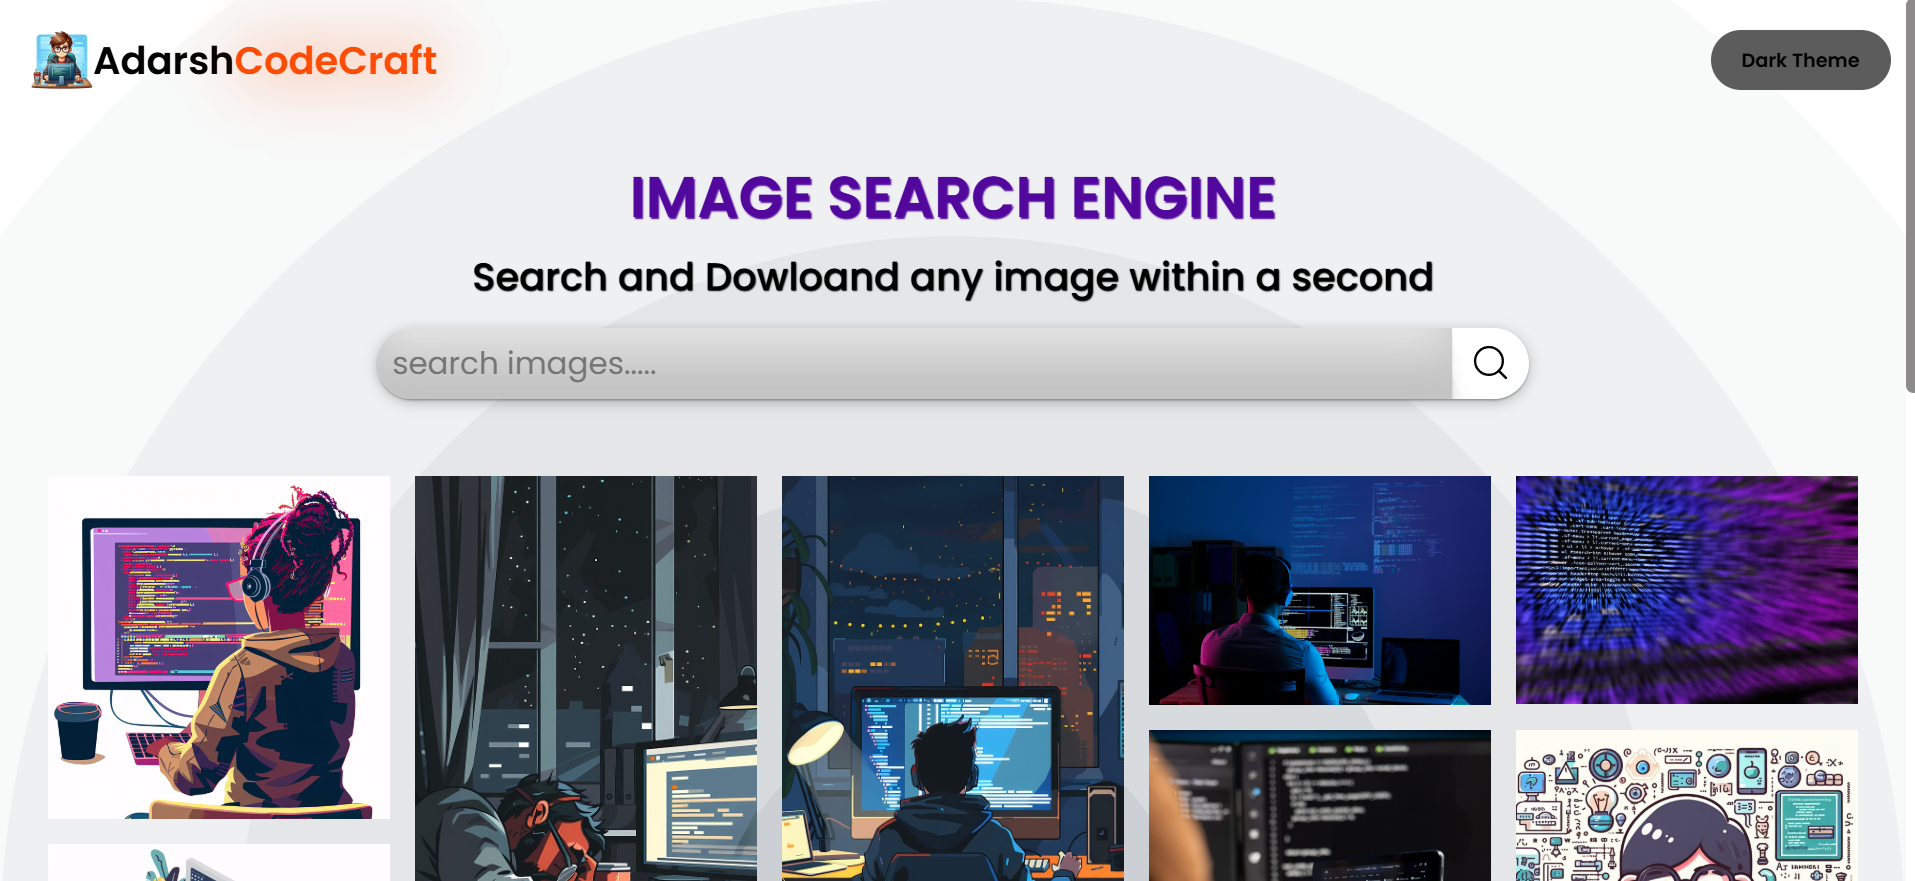 AdarshCodeCraft
Dark Theme
IMAGE SEARCH ENGINE
Search and Dowloand any image within a second
search images.....